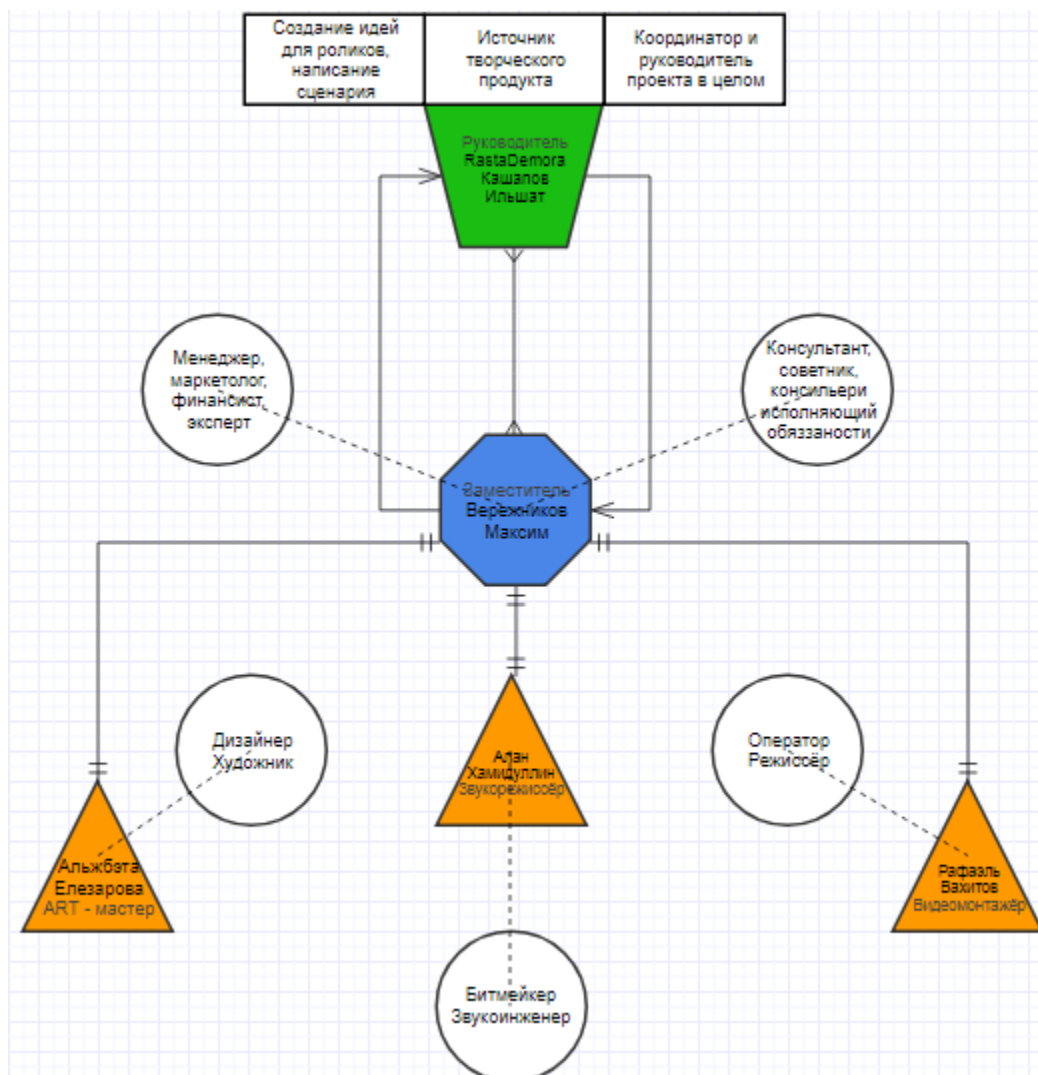 Создание идей
для роликов,
написание
сценария
Источник
творческого
продукта
Координатор и
руководитель
проекта в целом
Руководитель
RastaDemora
Кашапов
Ильшат
Менеджер,
маркетолог,
финансист,
эксперт
Консультант,
советник,
консильери
исполняющий
обяззаности
Заместитель
Вережников
Максим
Дизайнер
Художник
Алан
Хамидуллин
Звукорежиссёр
Оператор
Режиссёр
Альжбэта
Елезарова
ART - мастер
Рафаэль
Вахитов
Видеомонтажёр
Битмейкер
Звукоинженер